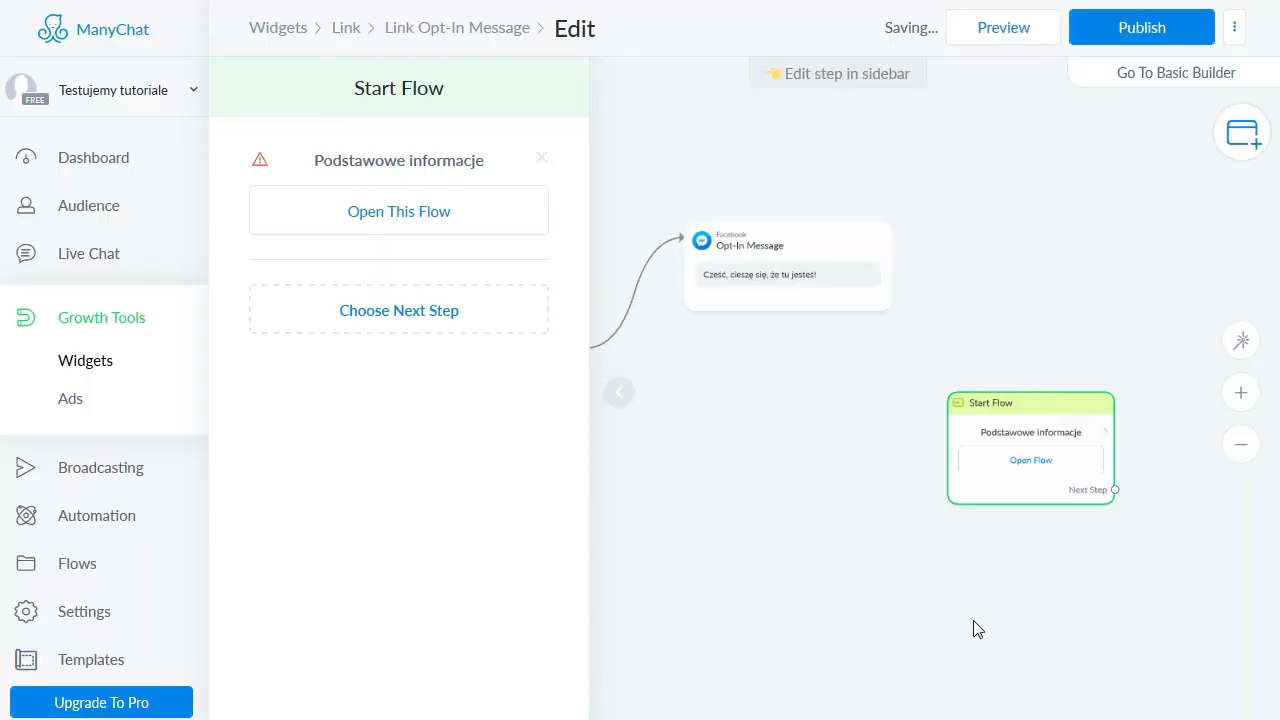 ManyChat
Widgets
Link
Link Opt-In Message
Edit
Saving...
Preview
Publish
FREE
Testujemy tutoriale
Start Flow
👈 Edit step in sidebar
Go To Basic Builder
Dashboard
Audience
Live Chat
Growth Tools
Widgets
Ads
Broadcasting
Automation
Flows
Settings
Templates
Upgrade To Pro
Podstawowe informacje
Open This Flow
Choose Next Step
Facebook
Opt-In Message
Cześć, cieszę się, że tu jesteś!
Start Flow
Podstawowe informacje
Open Flow
Next Step